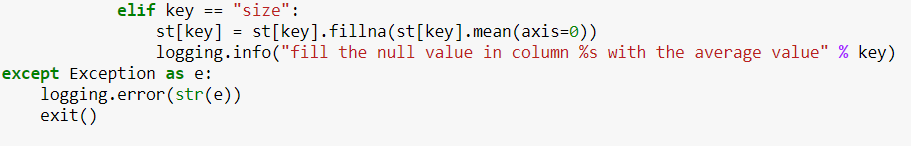 elif key == "size":
st[key] = st[key].fillna(st[key].mean(axis=0))
logging.info("fill the null value in column %s with the average value" % key)
except Exception as e:
logging.error(str(e))
exit()